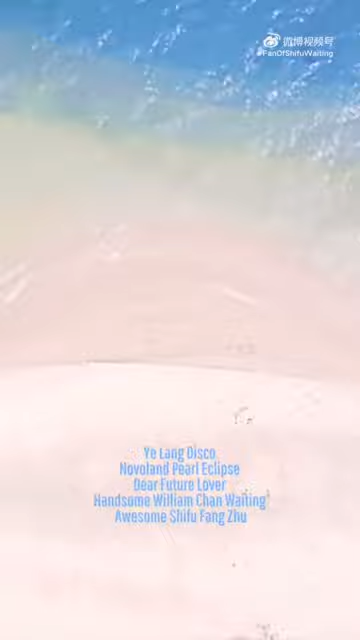 微博视频号
#FanOfShifuWaiting
Ye Lang Disco
Novoland Pearl Eclipse
Dear Future Lover
Handsome William Chan Waiting
Awesome Shifu Fang Zhu